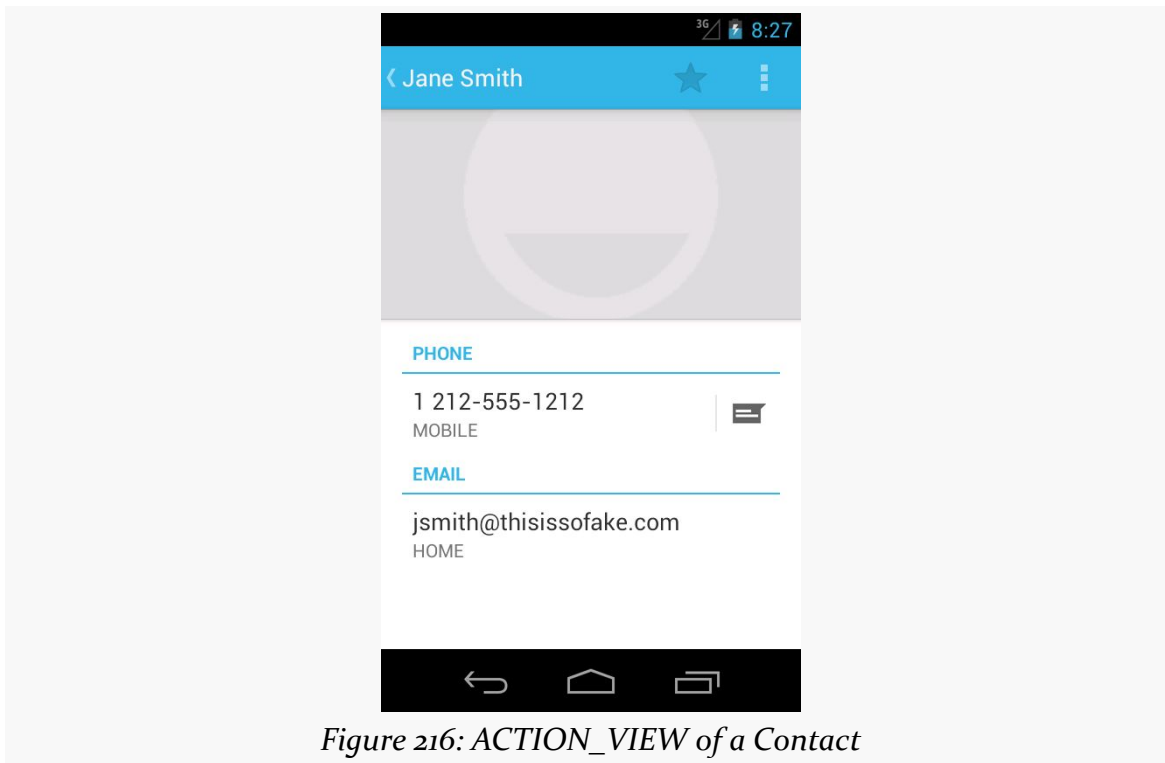 3G 8:27
Jane Smith
PHONE
1 212-555-1212
MOBILE
EMAIL
jsmith@thisissofake.com
HOME
Figure 216: ACTION_VIEW of a Contact